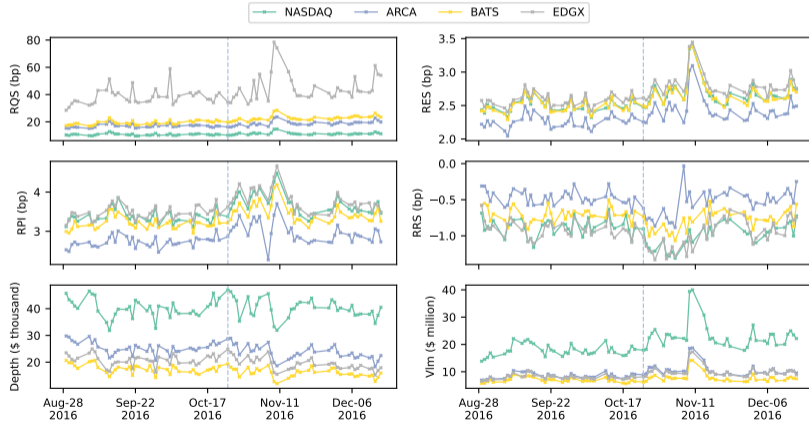 NASDAQ ARCA BATS EDGX
RQS (bp)
80
60
40
20
RES (bp)
3.5
3.0
2.5
2.0
RPI (bp)
4
3
RRS (bp)
0.0
−0.5
−1.0
Depth ($ thousand)
40
20
Aug-28 Sep-22 Oct-17 Nov-11 Dec-06
2016 2016 2016 2016 2016
Vlm ($ million)
40
30
20
10
Aug-28 Sep-22 Oct-17 Nov-11 Dec-06
2016 2016 2016 2016 2016